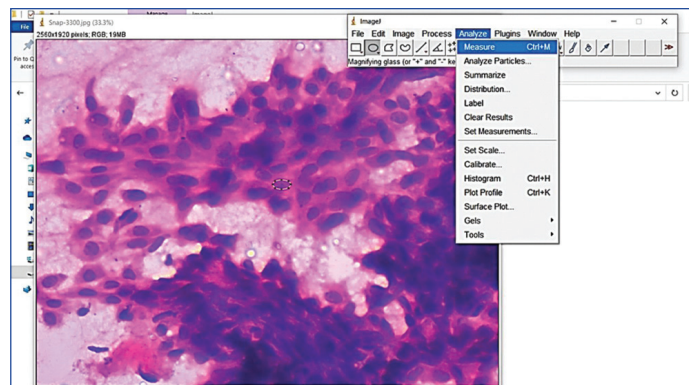 Snap-3300.jpg (33.3%)
2560x1920 pixels; RGB; 19MB
ImageJ
File Edit Image Process Analyze Plugins Window Help
Magnifying glass (or "+" and "-" ke
Measure Ctrl+M
Analyze Particles...
Summarize
Distribution...
Label
Clear Results
Set Measurements...
Set Scale...
Calibrate...
Histogram Ctrl+H
Plot Profile Ctrl+K
Surface Plot...
Gels
Tools
File
Pin to Q
acces